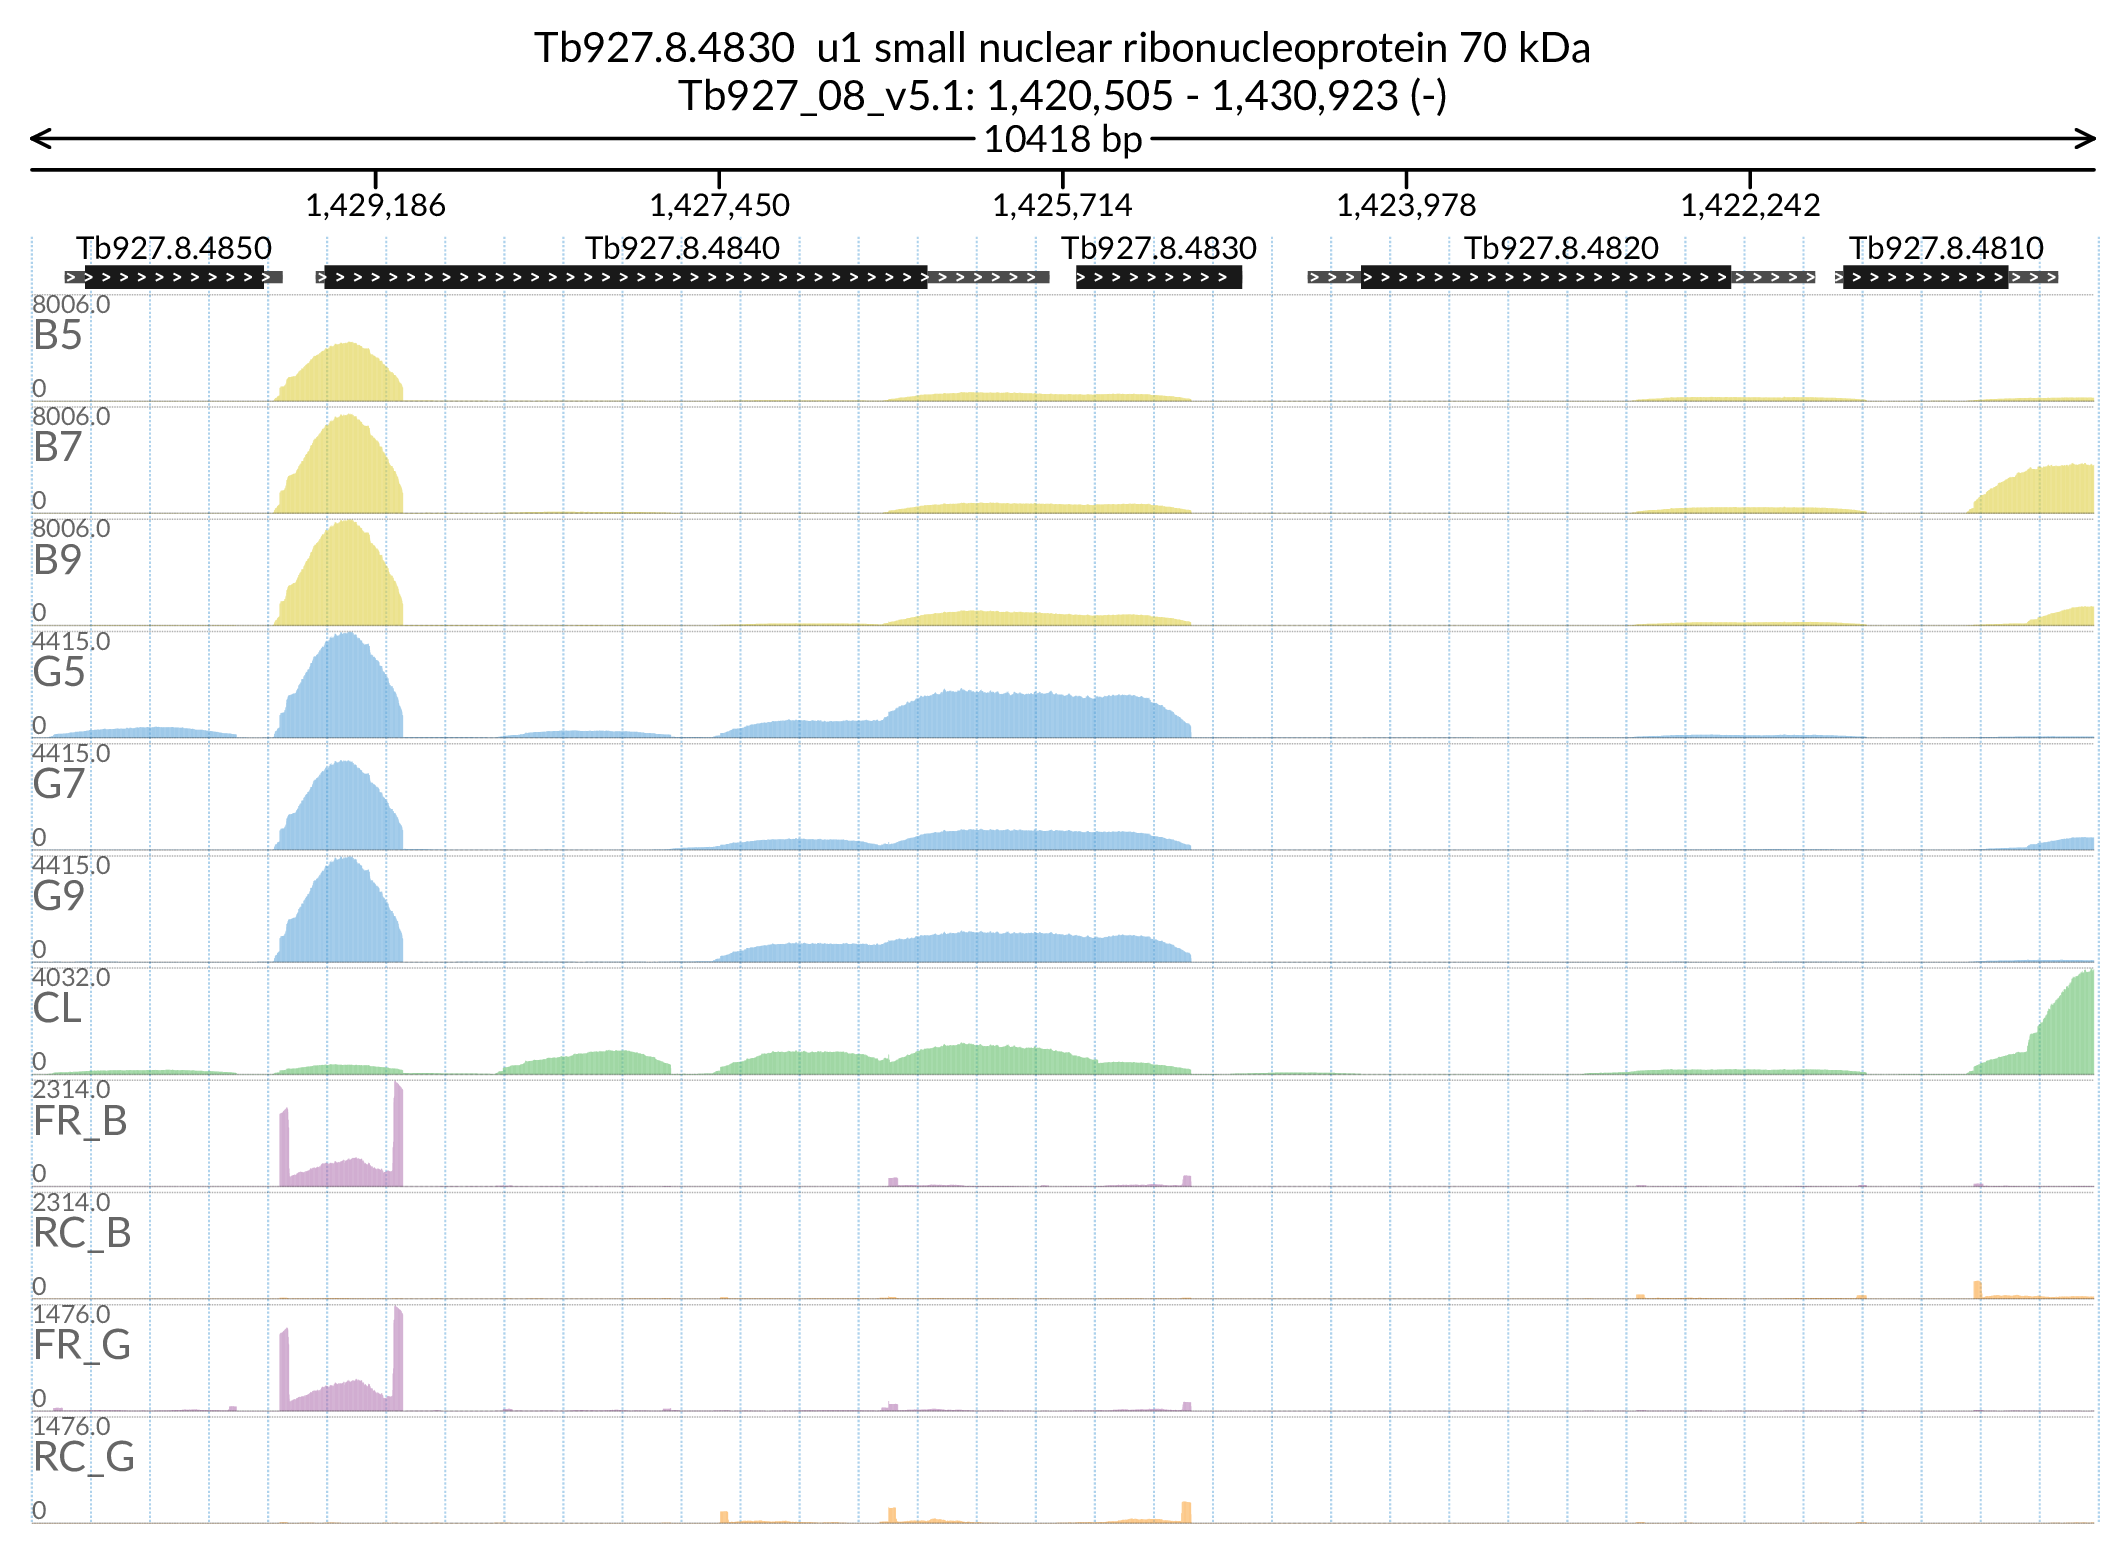 Tb927.8.4830  u1 small nuclear ribonucleoprotein 70 kDa
Tb927_08_v5.1: 1,420,505 - 1,430,923 (-)
10418 bp
1,429,186 1,427,450 1,425,714 1,423,978 1,422,242
Tb927.8.4850 Tb927.8.4840 Tb927.8.4830 Tb927.8.4820 Tb927.8.4810
8006.0
B5
0
8006.0
B7
0
8006.0
B9
0
4415.0
G5
0
4415.0
G7
0
4415.0
G9
0
4032.0
CL
0
2314.0
FR_B
0
2314.0
RC_B
0
1476.0
FR_G
0
1476.0
RC_G
0